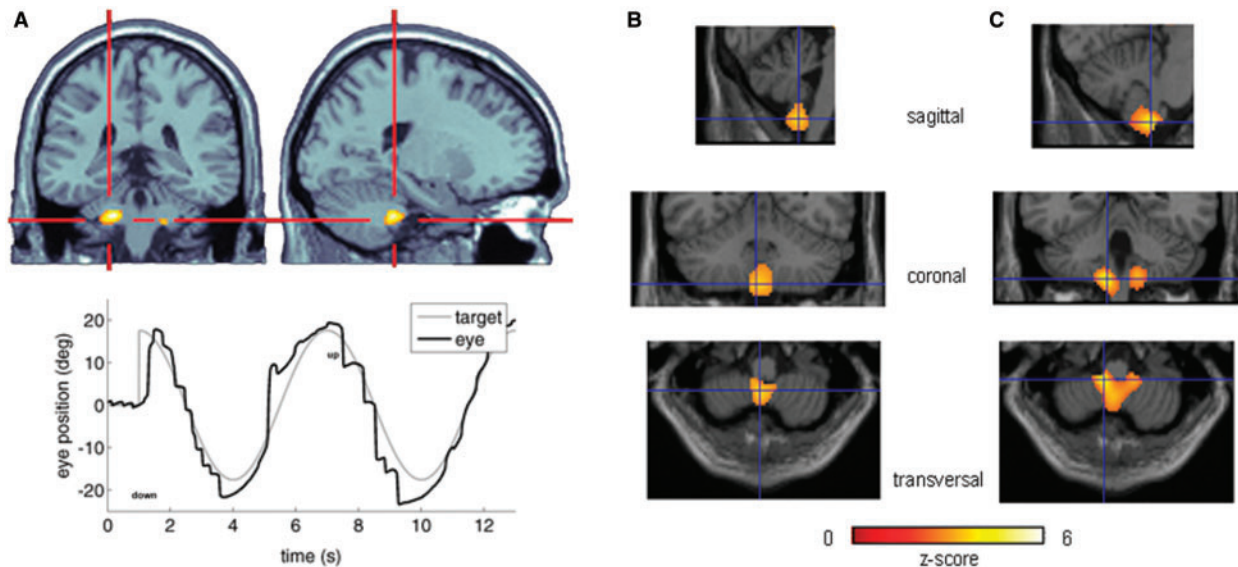 A
B
C
sagittal
coronal
transversal
0
6
z-score
20
10
0
-10
-20
eye position (deg)
target
eye
up
down
0
2
4
6
8
10
12
time (s)